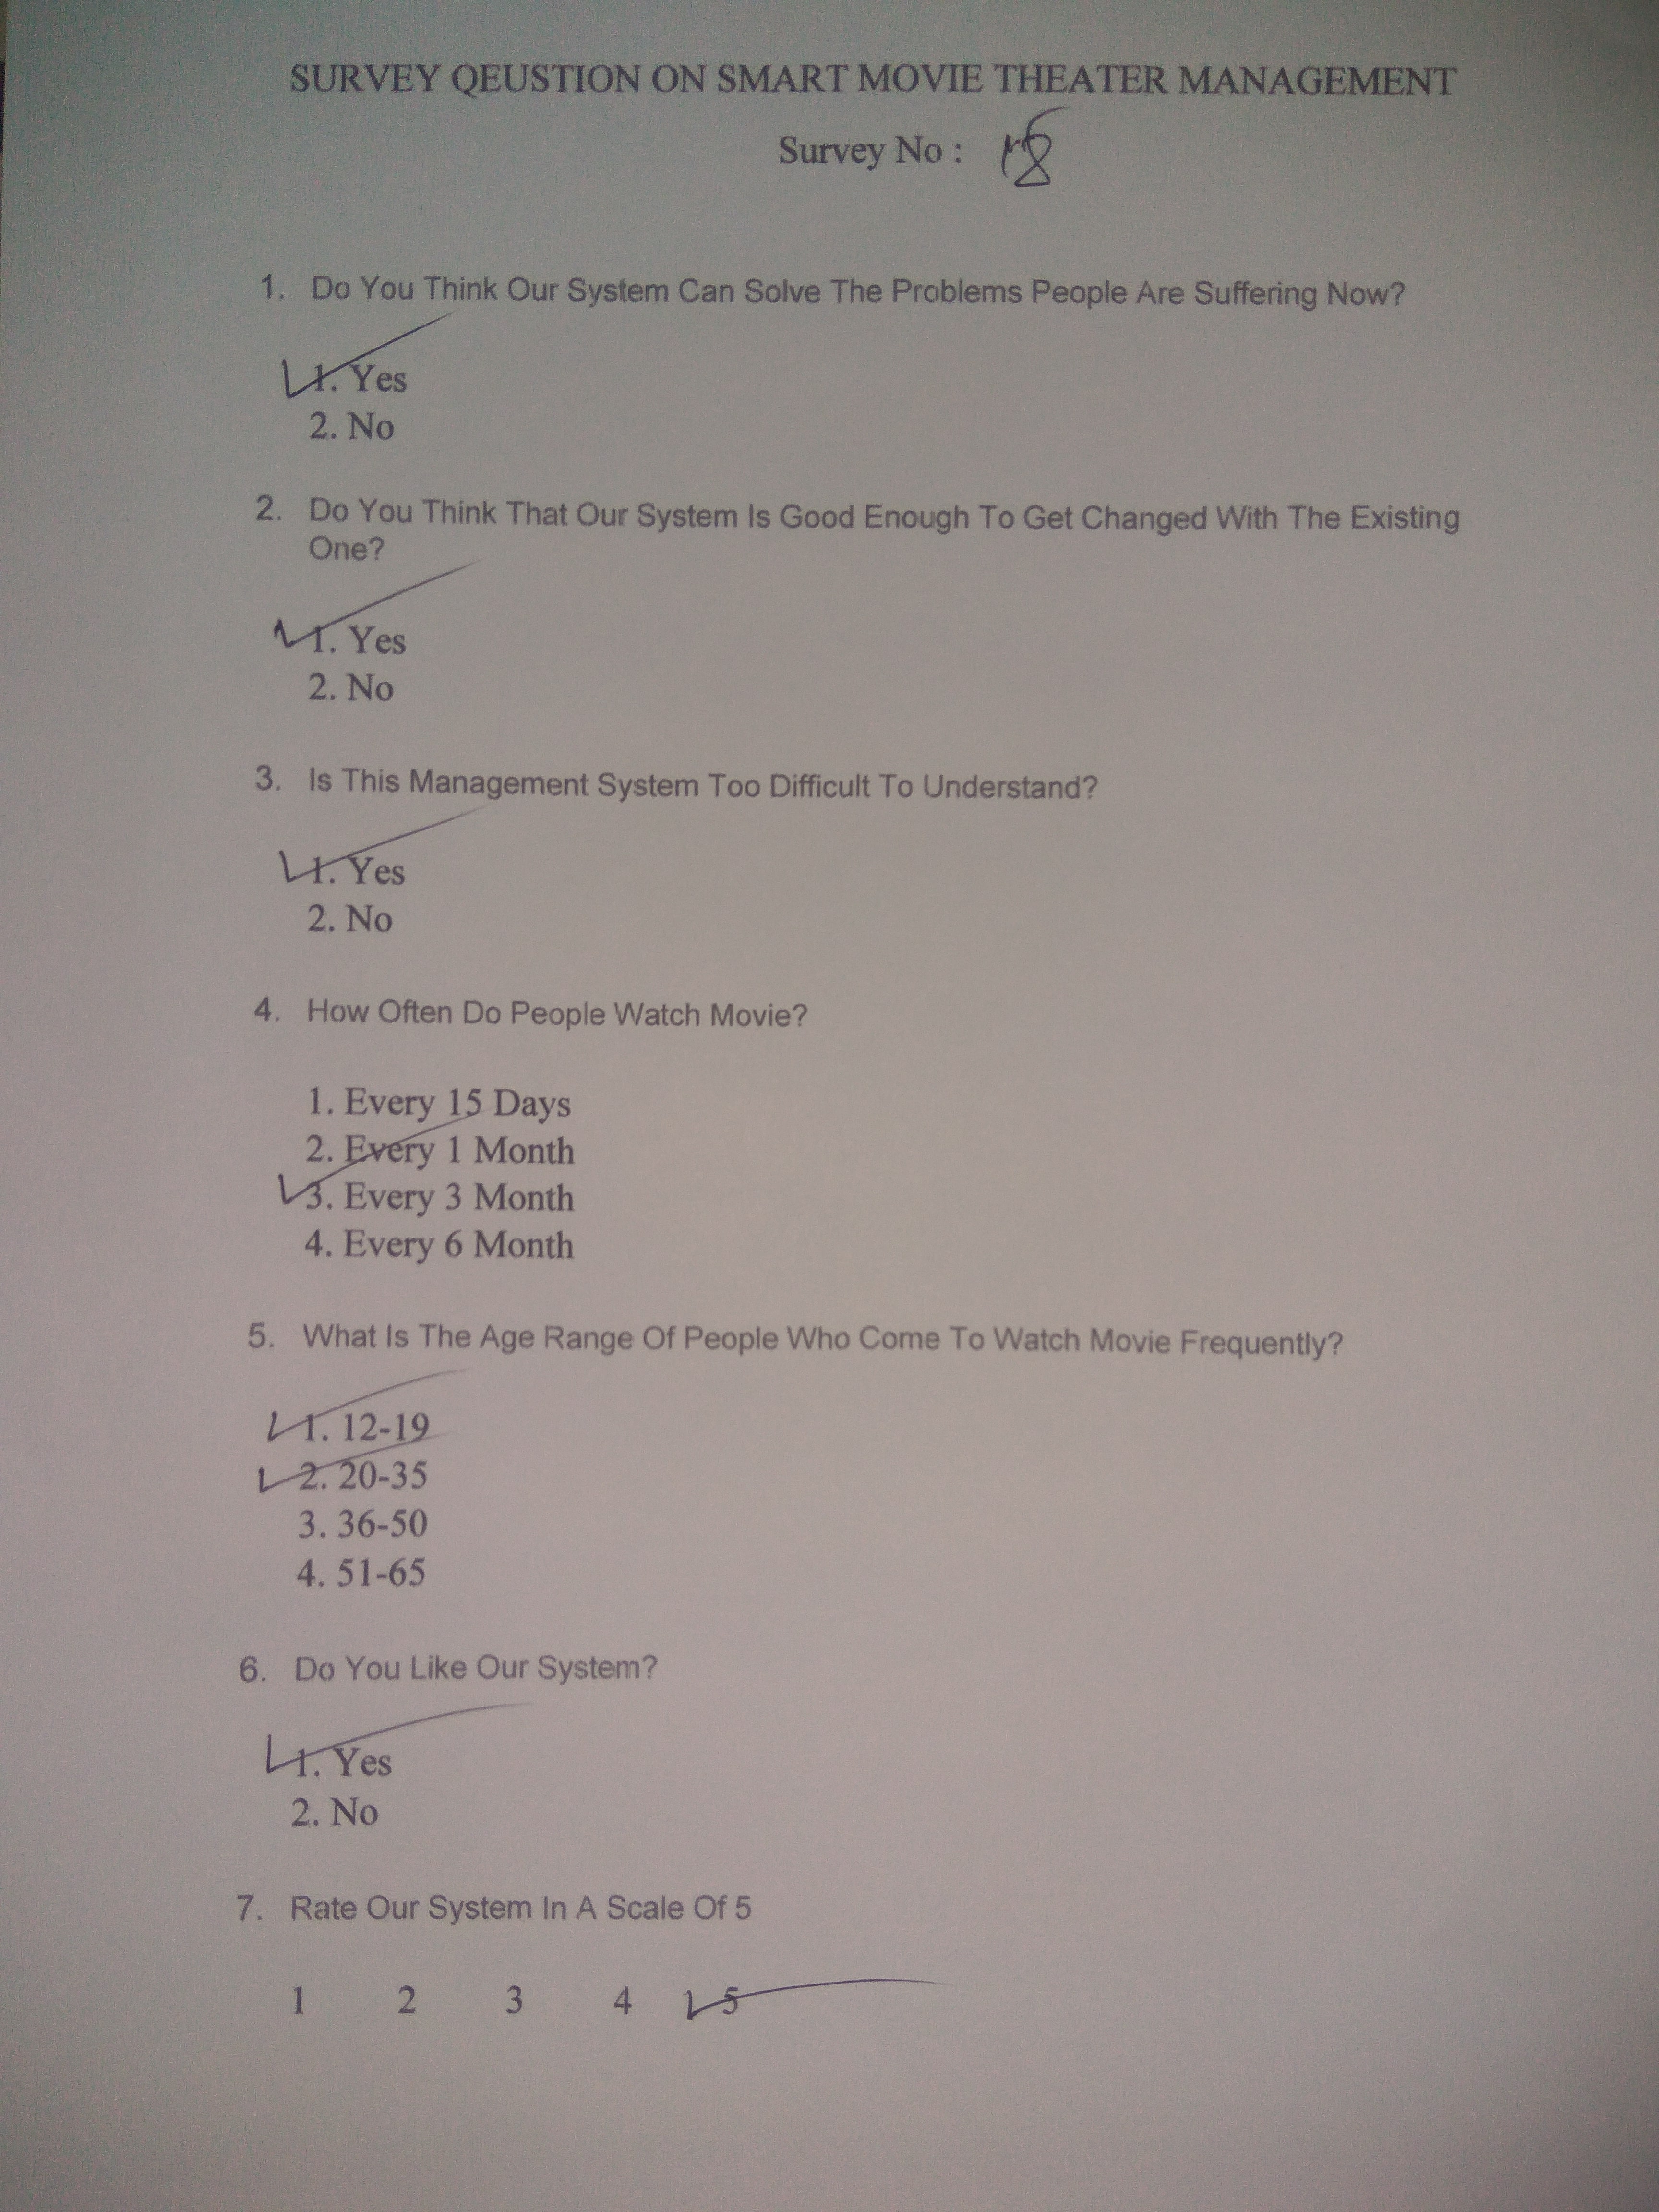 SURVEY QEUSTION ON SMART MOVIE THEATER MANAGEMENT
Survey No :
1. Do You Think Our System Can Solve The Problems People Are Suffering Now?
1. Yes
2. No
2. Do You Think That Our System Is Good Enough To Get Changed With The Existing
One?
1. Yes
2. No
3. Is This Management System Too Difficult To Understand?
1. Yes
2. No
4. How Often Do People Watch Movie?
1. Every 15 Days
2. Every 1 Month
3. Every 3 Month
4. Every 6 Month
5. What Is The Age Range Of People Who Come To Watch Movie Frequently?
1. 12-19
2. 20-35
3. 36-50
4. 51-65
6. Do You Like Our System?
1. Yes
2. No
7. Rate Our System In A Scale Of 5
1 2 3 4 5